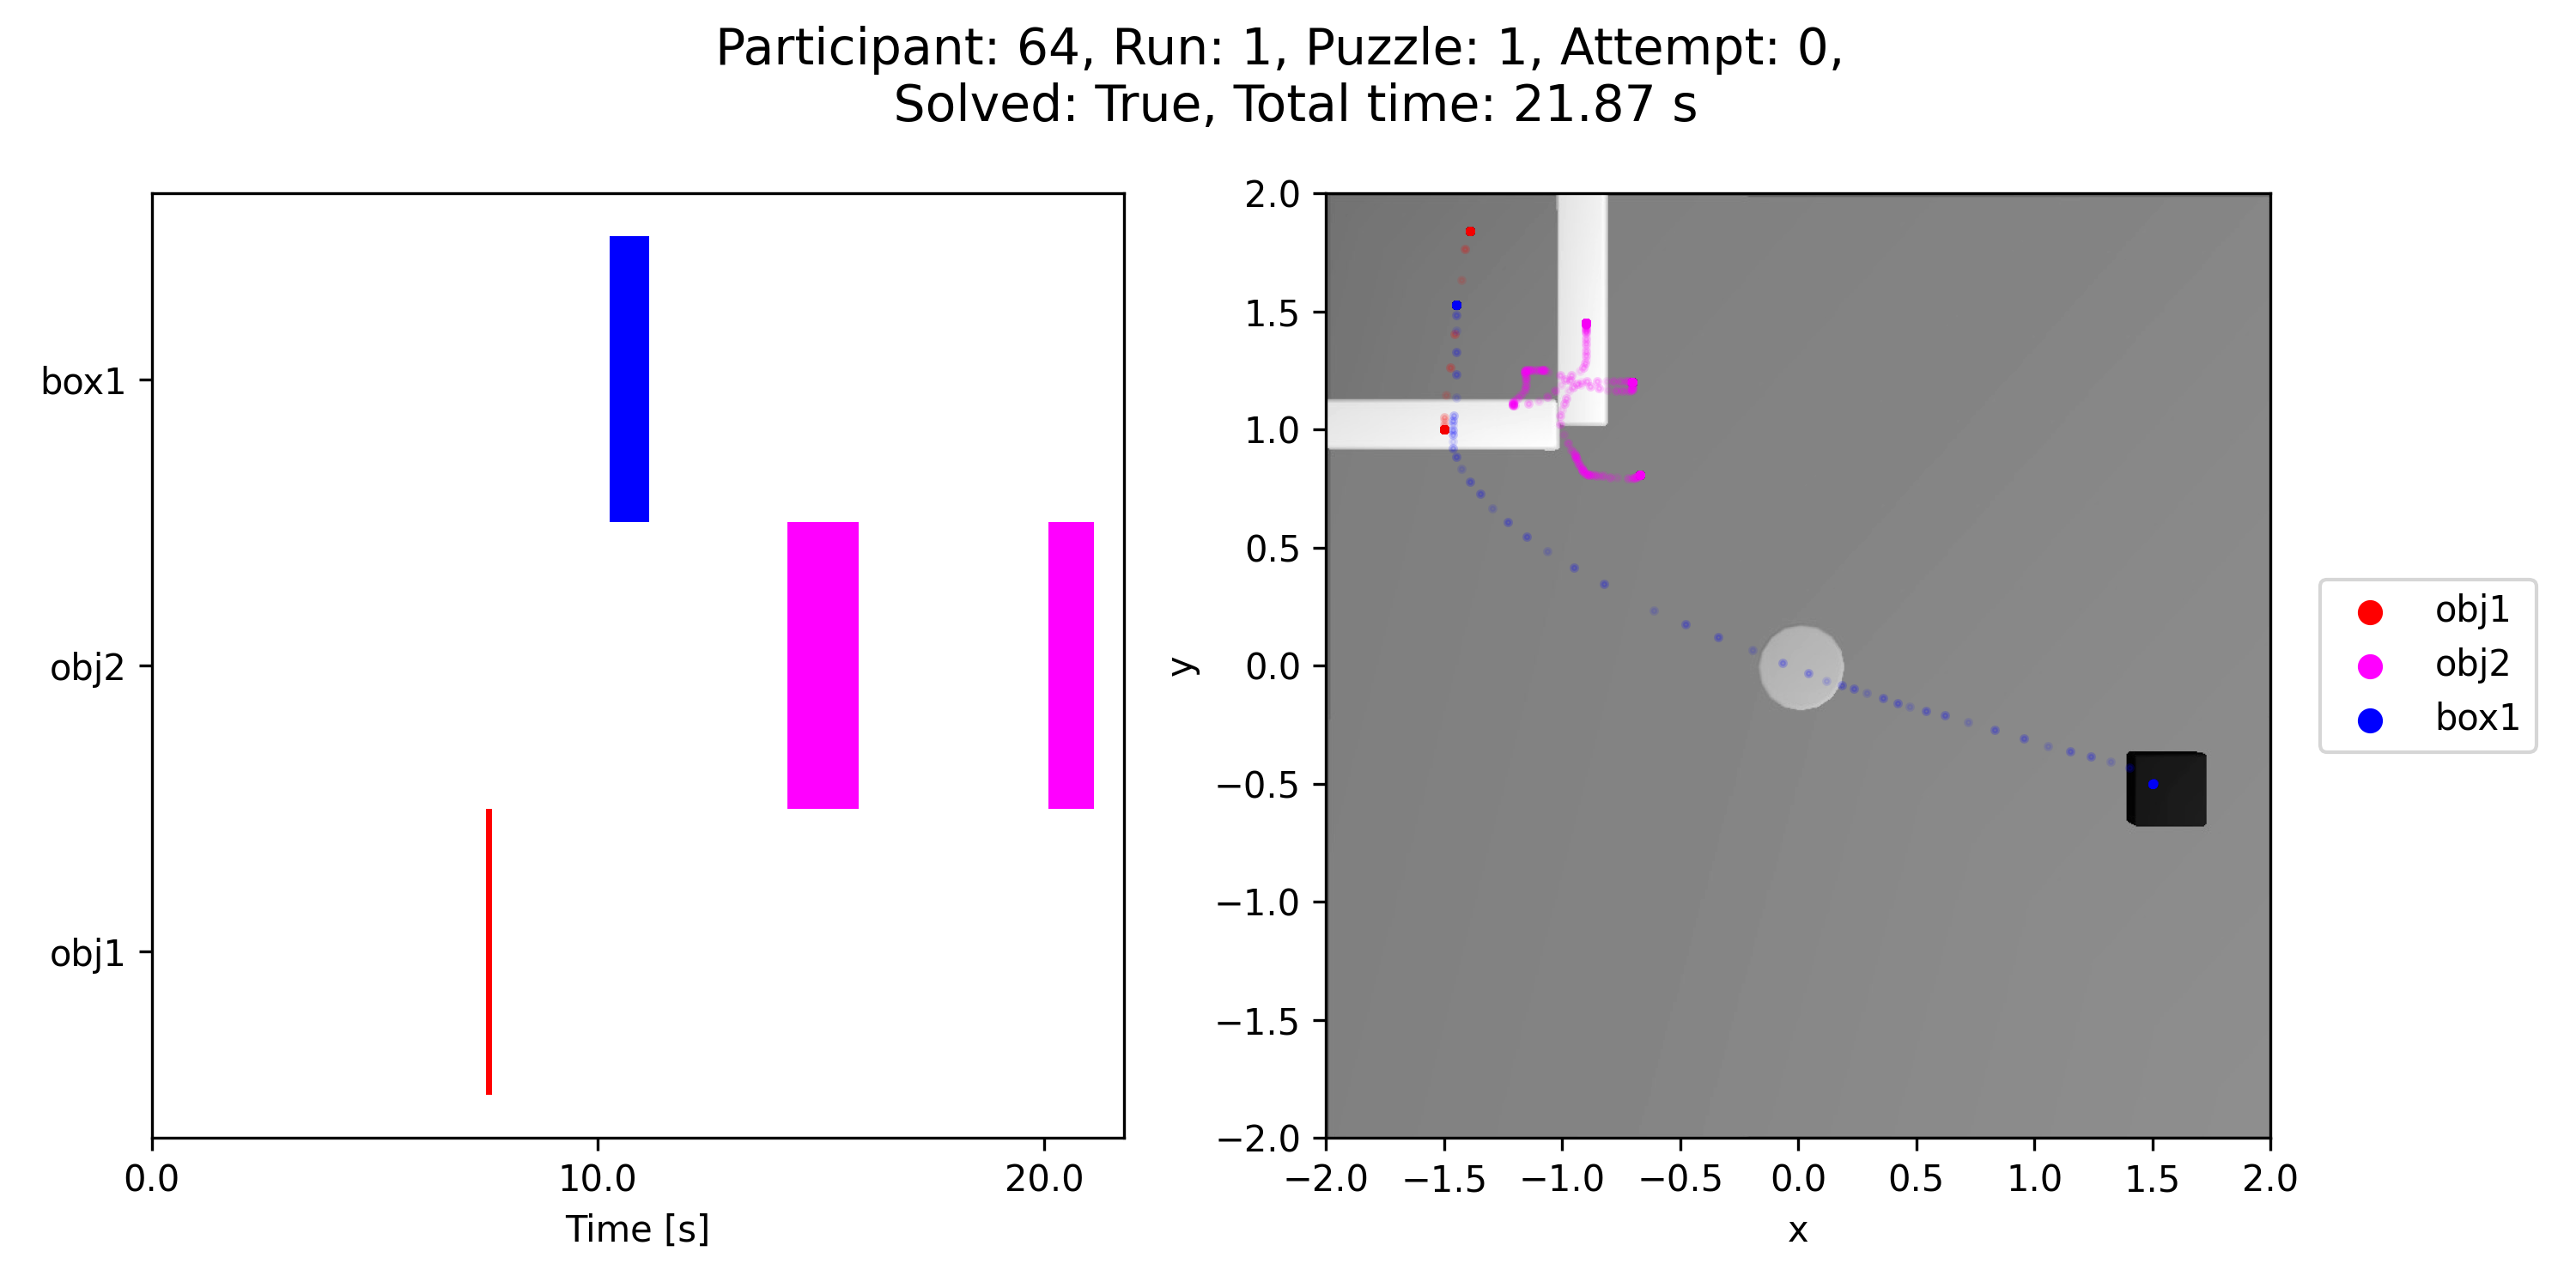 Participant: 64, Run: 1, Puzzle: 1, Attempt: 0,
Solved: True, Total time: 21.87 s
box1
obj2
obj1
0.0
10.0
20.0
Time [s]
2.0
1.5
1.0
0.5
0.0
−0.5
−1.0
−1.5
−2.0
y
−2.0
−1.5
−1.0
−0.5
0.0
0.5
1.0
1.5
2.0
x
obj1
obj2
box1